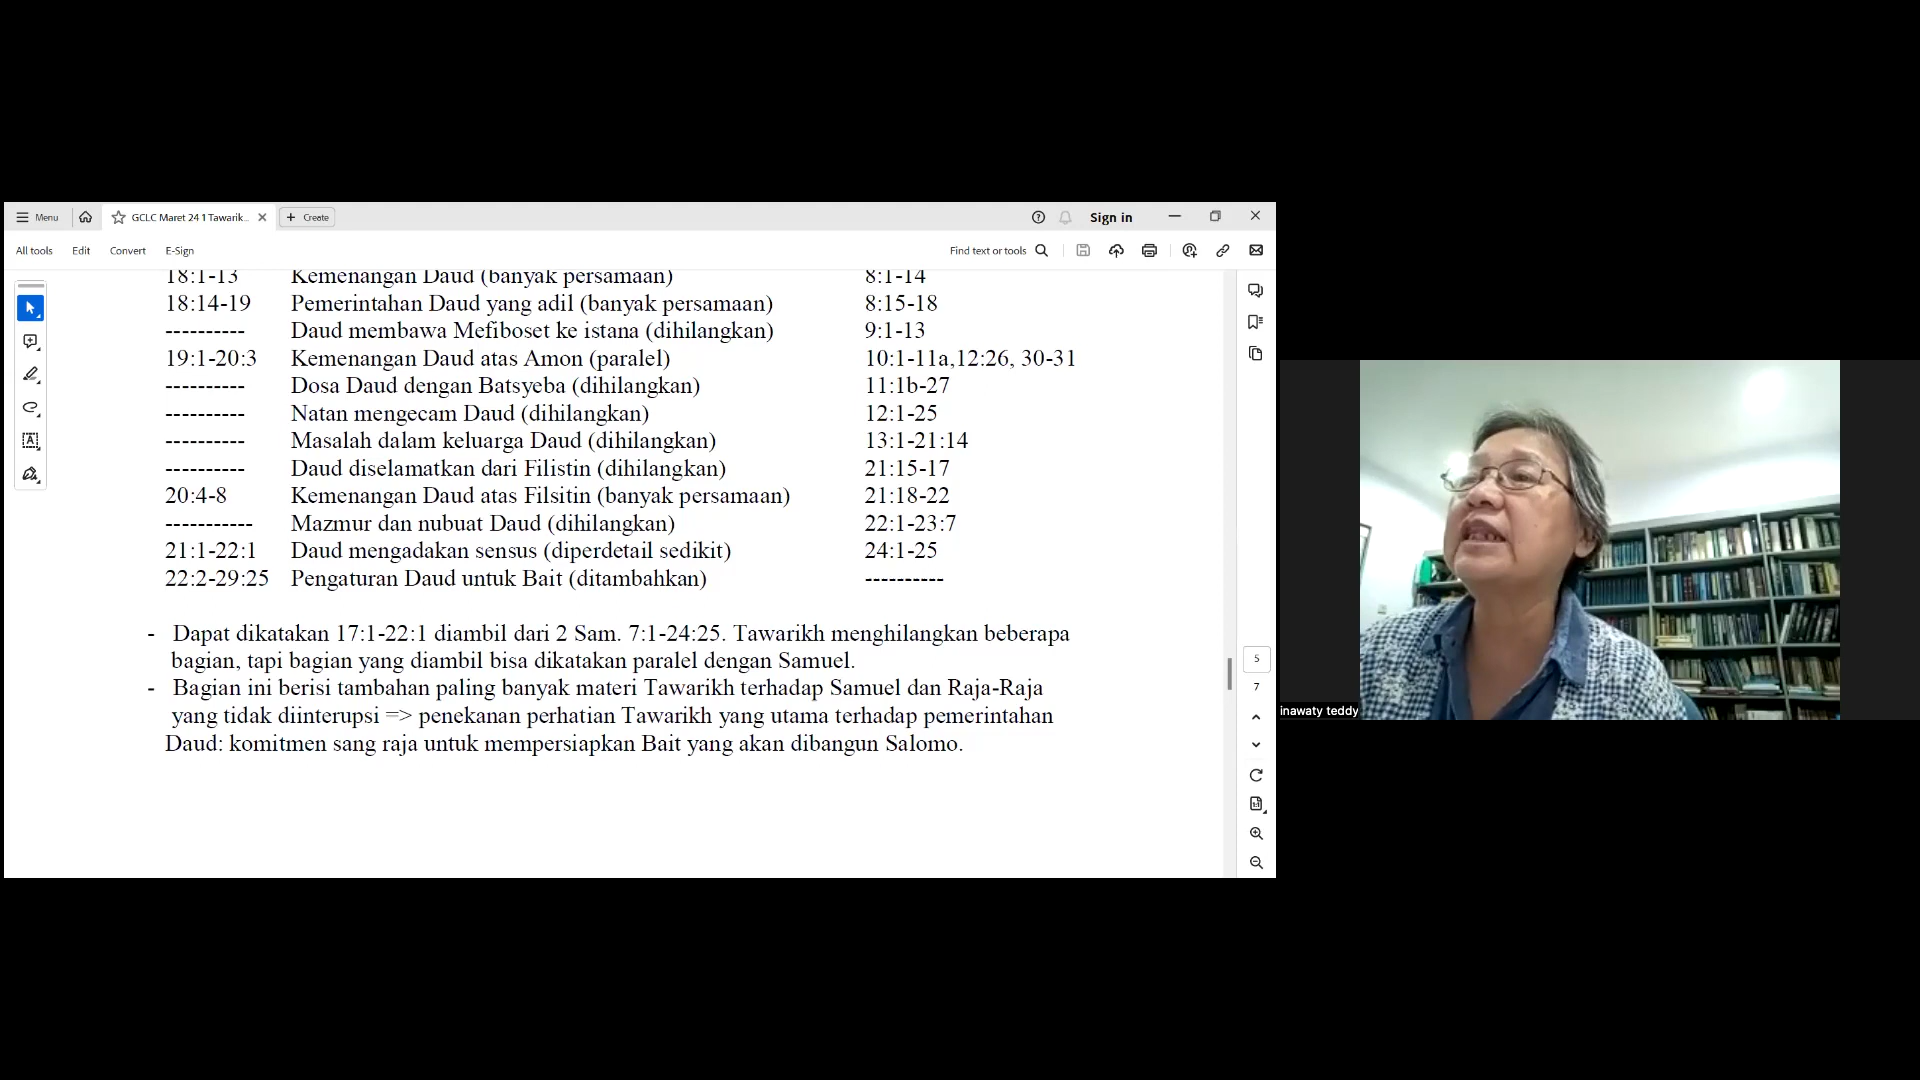 Menu
GCLC Maret 24 1 Tawarik...
Create
Sign in
All tools Edit Convert E-Sign
Find text or tools
18:1-13 Kemenangan Daud (banyak persamaan) 8:1-14
18:14-19 Pemerintahan Daud yang adil (banyak persamaan) 8:15-18
---------- Daud membawa Mefiboset ke istana (dihilangkan) 9:1-13
19:1-20:3 Kemenangan Daud atas Amon (paralel) 10:1-11a,12:26, 30-31
---------- Dosa Daud dengan Batsyeba (dihilangkan) 11:1b-27
---------- Natan mengecam Daud (dihilangkan) 12:1-25
---------- Masalah dalam keluarga Daud (dihilangkan) 13:1-21:14
---------- Daud diselamatkan dari Filistin (dihilangkan) 21:15-17
20:4-8 Kemenangan Daud atas Filsitin (banyak persamaan) 21:18-22
----------- Mazmur dan nubuat Daud (dihilangkan) 22:1-23:7
21:1-22:1 Daud mengadakan sensus (diperdetail sedikit) 24:1-25
22:2-29:25 Pengaturan Daud untuk Bait (ditambahkan) ----------
- Dapat dikatakan 17:1-22:1 diambil dari 2 Sam. 7:1-24:25. Tawarikh menghilangkan beberapa
bagian, tapi bagian yang diambil bisa dikatakan paralel dengan Samuel.
- Bagian ini berisi tambahan paling banyak materi Tawarikh terhadap Samuel dan Raja-Raja
yang tidak diinterupsi => penekanan perhatian Tawarikh yang utama terhadap pemerintahan
Daud: komitmen sang raja untuk mempersiapkan Bait yang akan dibangun Salomo.
5
7
inawaty teddy